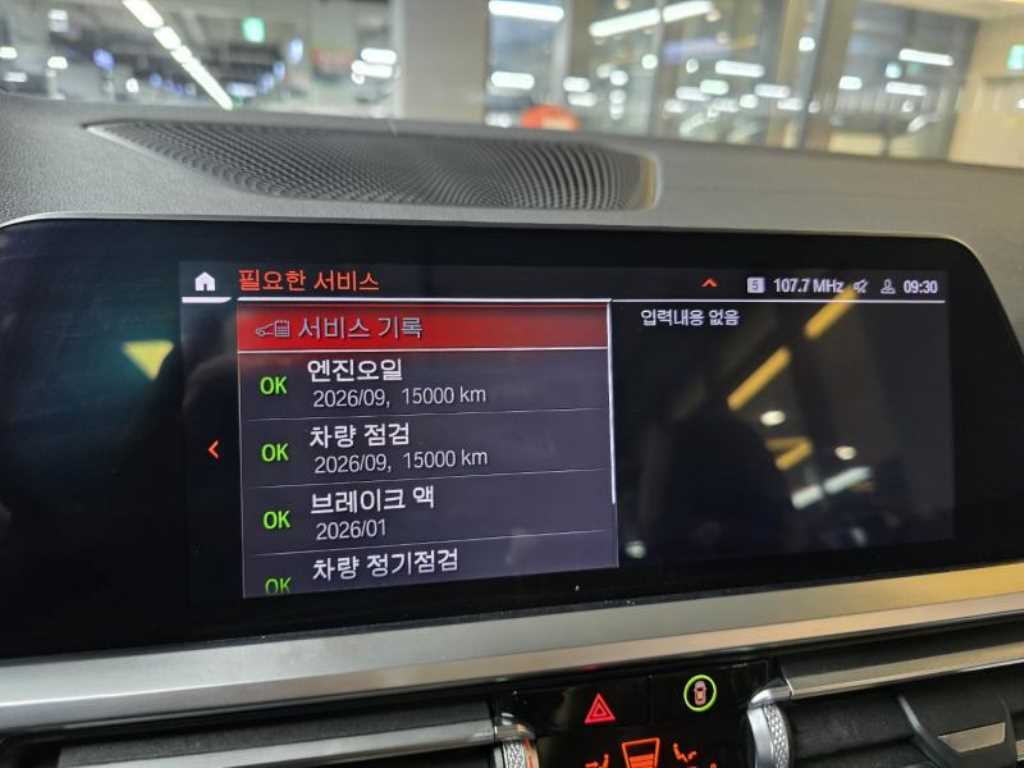 필요한 서비스
5 107.7 MHz 09:30
서비스 기록
입력내용 없음
OK 엔진오일
2026/09, 15000 km
OK 차량 점검
2026/09, 15000 km
OK 브레이크 액
2026/01
OK 차량 정기점검